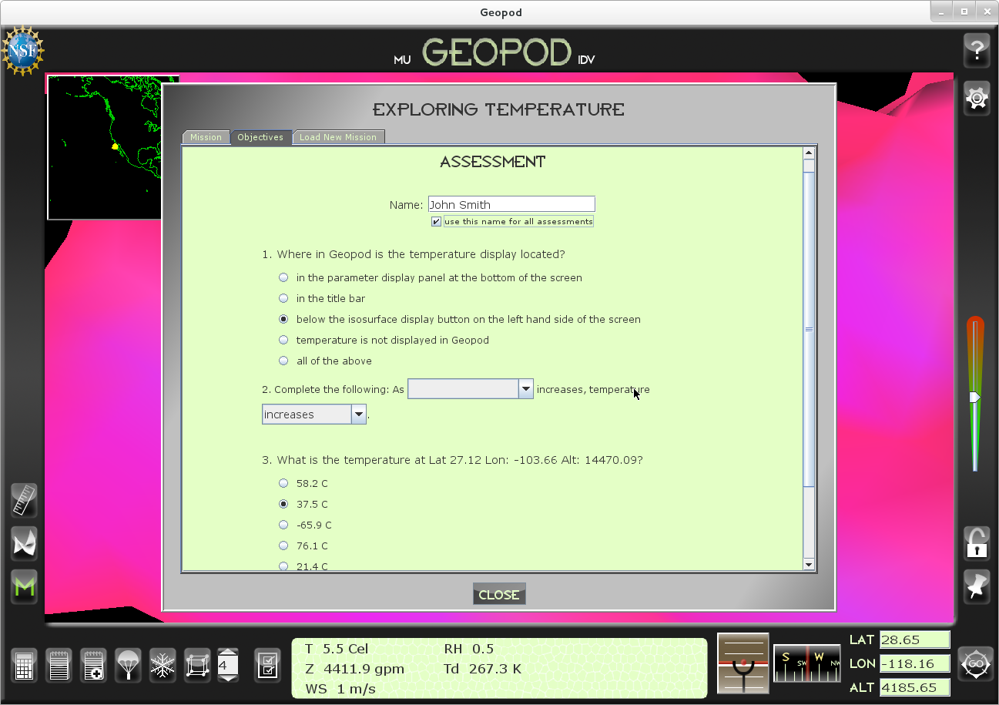 Geopod
NSF
MU GEOPOD IDV
?
EXPLORING TEMPERATURE
Mission Objectives Load New Mission
ASSESSMENT
Name: John Smith
use this name for all assessments
1. Where in Geopod is the temperature display located?
in the parameter display panel at the bottom of the screen
in the title bar
below the isosurface display button on the left hand side of the screen
temperature is not displayed in Geopod
all of the above
2. Complete the following: As increases, temperature
increases .
3. What is the temperature at Lat 27.12 Lon: -103.66 Alt: 14470.09?
58.2 C
37.5 C
-65.9 C
76.1 C
21.4 C
CLOSE
M
4
T 5.5 Cel RH 0.5
Z 4411.9 gpm Td 267.3 K
WS 1 m/s
S SW W NW
LAT 28.65
LON -118.16
ALT 4185.65
GO